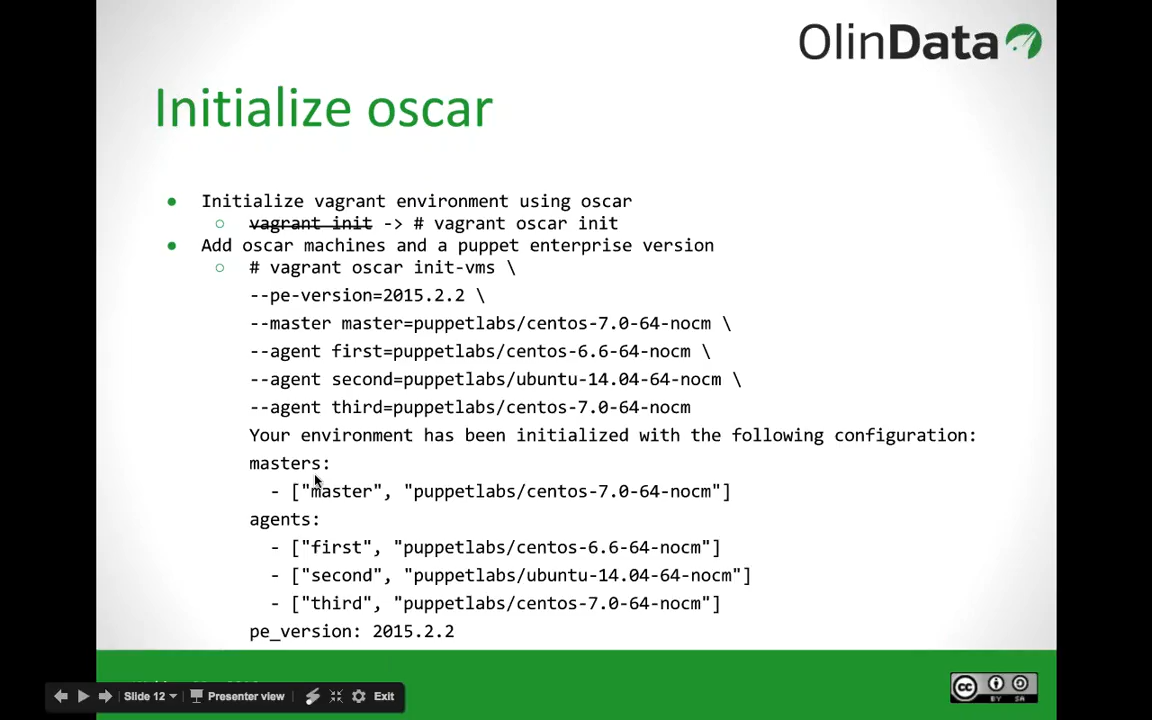 OlinData
Initialize oscar
● Initialize vagrant environment using oscar
○ vagrant init -> # vagrant oscar init
● Add oscar machines and a puppet enterprise version
○ # vagrant oscar init-vms \
--pe-version=2015.2.2 \
--master master=puppetlabs/centos-7.0-64-nocm \
--agent first=puppetlabs/centos-6.6-64-nocm \
--agent second=puppetlabs/ubuntu-14.04-64-nocm \
--agent third=puppetlabs/centos-7.0-64-nocm
Your environment has been initialized with the following configuration:
masters:
- ["master", "puppetlabs/centos-7.0-64-nocm"]
agents:
- ["first", "puppetlabs/centos-6.6-64-nocm"]
- ["second", "puppetlabs/ubuntu-14.04-64-nocm"]
- ["third", "puppetlabs/centos-7.0-64-nocm"]
pe_version: 2015.2.2
Slide 12 Presenter view Exit
cc BY SA